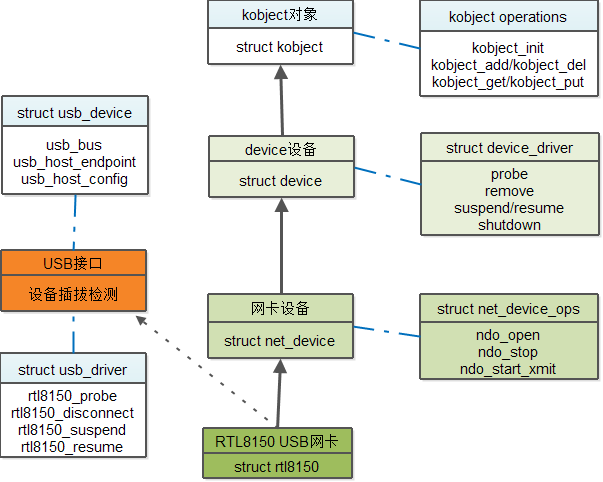 kobject对象
struct kobject
kobject operations
kobject_init
kobject_add/kobject_del
kobject_get/kobject_put
struct usb_device
usb_bus
usb_host_endpoint
usb_host_config
device设备
struct device
struct device_driver
probe
remove
suspend/resume
shutdown
USB接口
设备插拔检测
网卡设备
struct net_device
struct net_device_ops
ndo_open
ndo_stop
ndo_start_xmit
struct usb_driver
rtl8150_probe
rtl8150_disconnect
rtl8150_suspend
rtl8150_resume
RTL8150 USB网卡
struct rtl8150